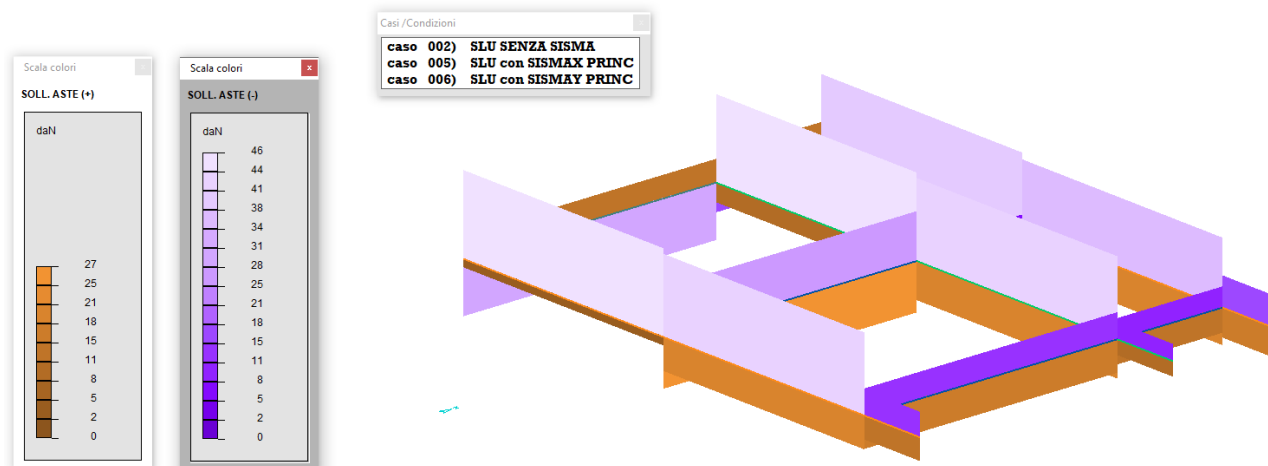 Casi /Condizioni
caso 002) SLU SENZA SISMA
caso 005) SLU con SISMAX PRINC
caso 006) SLU con SISMAY PRINC
Scala colori
SOLL. ASTE (+)
daN
27
25
21
18
15
11
8
5
2
0
Scala colori
x
SOLL. ASTE (-)
daN
46
44
41
38
34
31
28
25
21
18
15
11
8
5
2
0